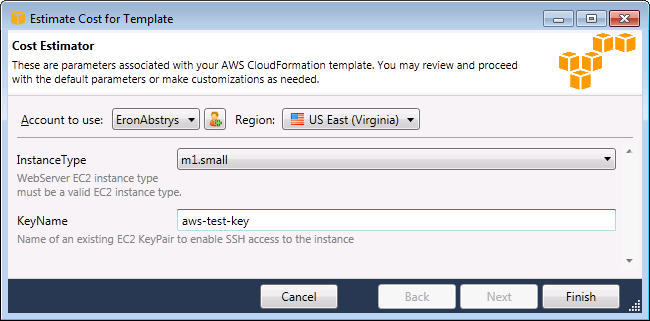 Estimate Cost for Template
Cost Estimator
These are parameters associated with your AWS CloudFormation template. You may review and proceed
with the default parameters or make customizations as needed.
Account to use: EronAbstrys Region: US East (Virginia)
InstanceType m1.small
WebServer EC2 instance type
must be a valid EC2 instance type.
KeyName aws-test-key
Name of an existing EC2 KeyPair to enable SSH access to the instance
Cancel Back Next Finish